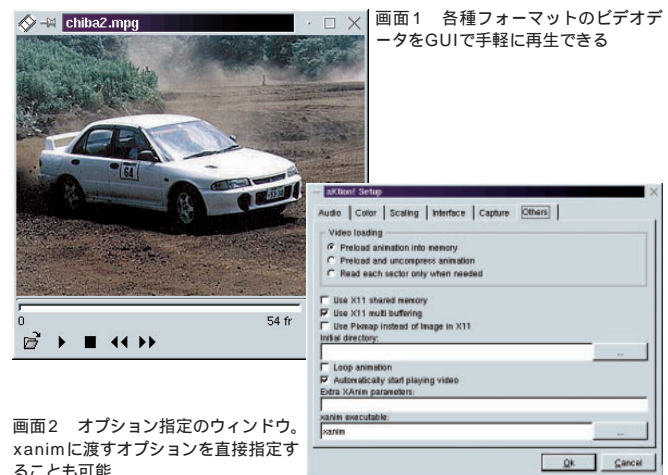 chiba2.mpg
画面1 各種フォーマットのビデオデ
ータをGUIで手軽に再生できる
64
0
54 fr
aKtion! Setup
Audio
Color
Scaling
Interface
Capture
Others
Video loading
Preload animation into memory
Preload and uncompress animation
Read each sector only when needed
Use X11 shared memory
Use X11 multi buffering
Use Pixmap instead of Image in X11
Initial directory:
...
Loop animation
Automatically start playing video
Extra XAnim parameters:
xanim executable:
xanim
...
Ok
Cancel
画面2 オプション指定のウィンドウ。
xanimに渡すオプションを直接指定す
ることも可能